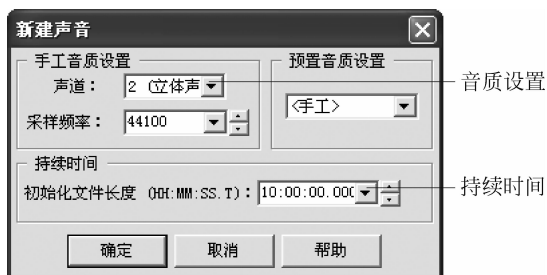 新建声音
手工音质设置
声道：
2 (立体声
采样频率：
44100
预置音质设置
<手工>
音质设置
持续时间
初始化文件长度 (HH:MM:SS.T)：
10:00:00.000
持续时间
确定
取消
帮助